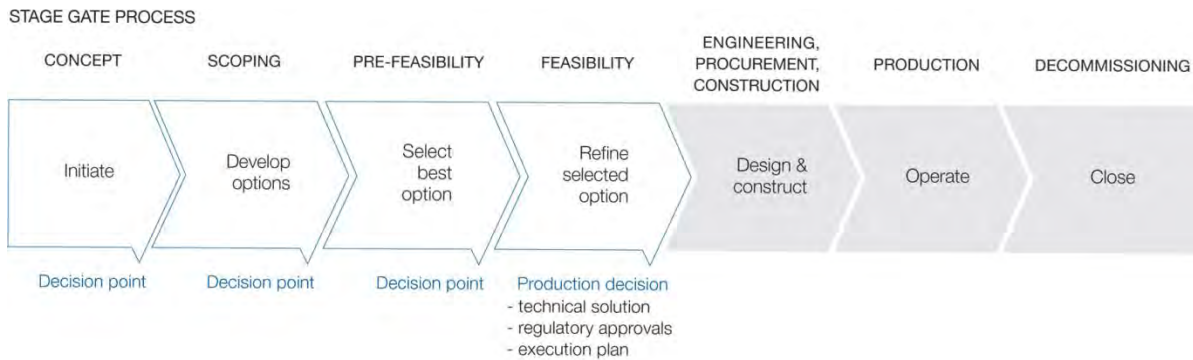 STAGE GATE PROCESS
CONCEPT
SCOPING
PRE-FEASIBILITY
FEASIBILITY
ENGINEERING,
PROCUREMENT,
CONSTRUCTION
PRODUCTION
DECOMMISSIONING
Initiate
Develop
options
Select
best
option
Refine
selected
option
Design &
construct
Operate
Close
Decision point
Decision point
Decision point
Production decision
- technical solution
- regulatory approvals
- execution plan